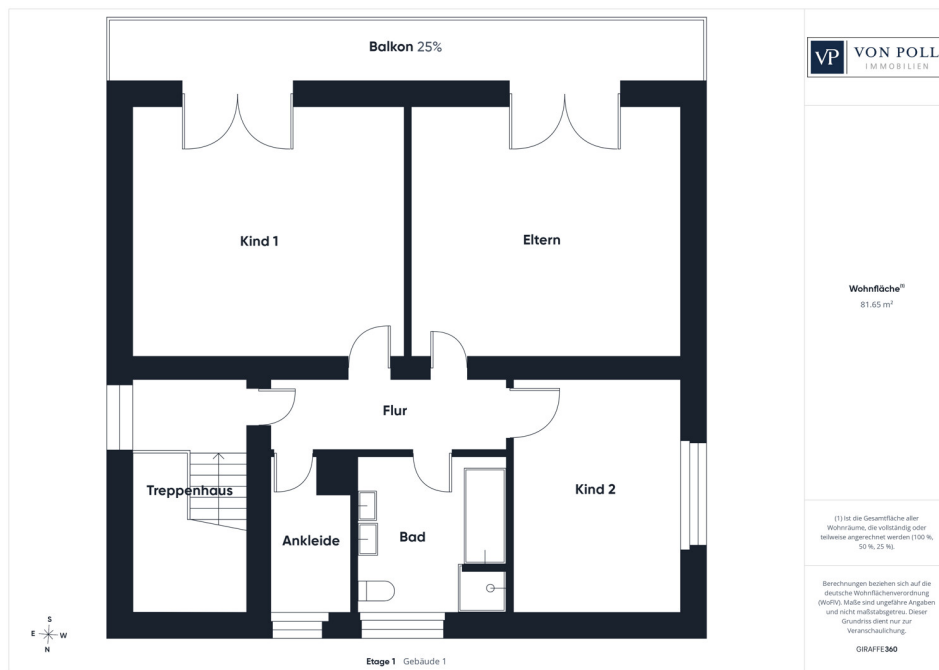 Balkon 25%
VP VON POLL
IMMOBILIEN
Kind 1
Eltern
Wohnfläche(1)
81.65 m²
Flur
Treppenhaus
Kind 2
Ankleide
Bad
(1) ist die Gesamtfläche aller
Wohnräume, die vollständig oder
teilweise angerechnet werden (100 %,
50 %, 25 %).
Berechnungen beziehen sich auf die
deutsche Wohnflächenverordnung
(WoFlV). Maße sind ungefähre Angaben
und nicht maßstabsgetreu. Dieser
Grundriss dient nur zur
Veranschaulichung.
GIRAFFE360
S
E W
N
Etage 1 Gebäude 1